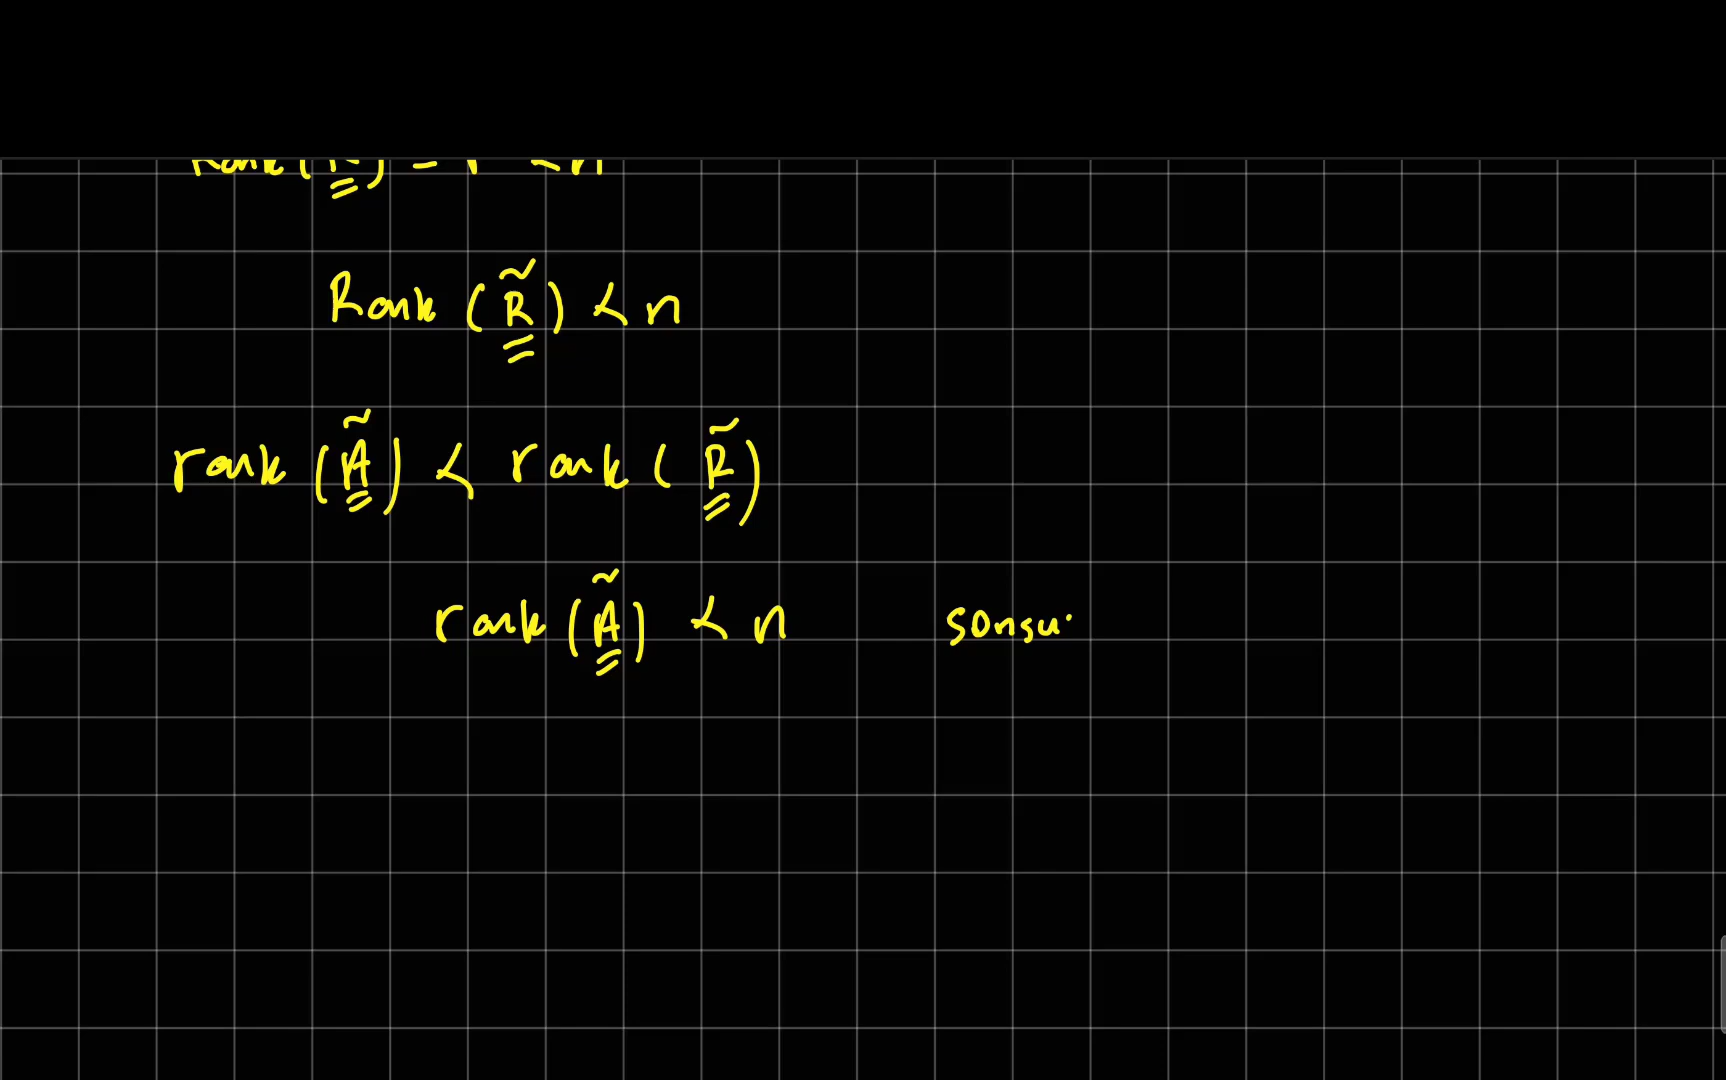 Rank ( R̃ ) < n
rank ( Ã ) < rank ( R̃ )
rank ( Ã ) < n sonsu